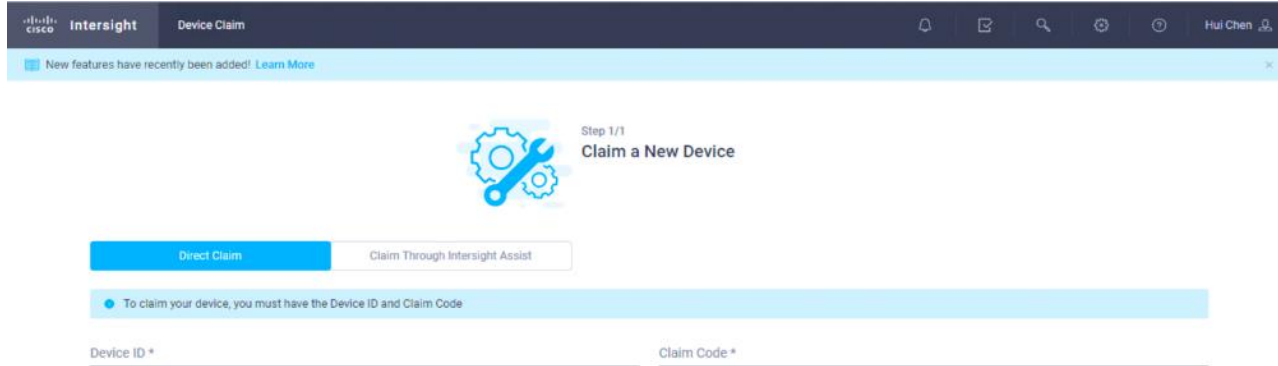 cisco Intersight Device Claim Hui Chen
New features have recently been added! Learn More
Step 1/1
Claim a New Device
Direct Claim Claim Through Intersight Assist
To claim your device, you must have the Device ID and Claim Code
Device ID * Claim Code *